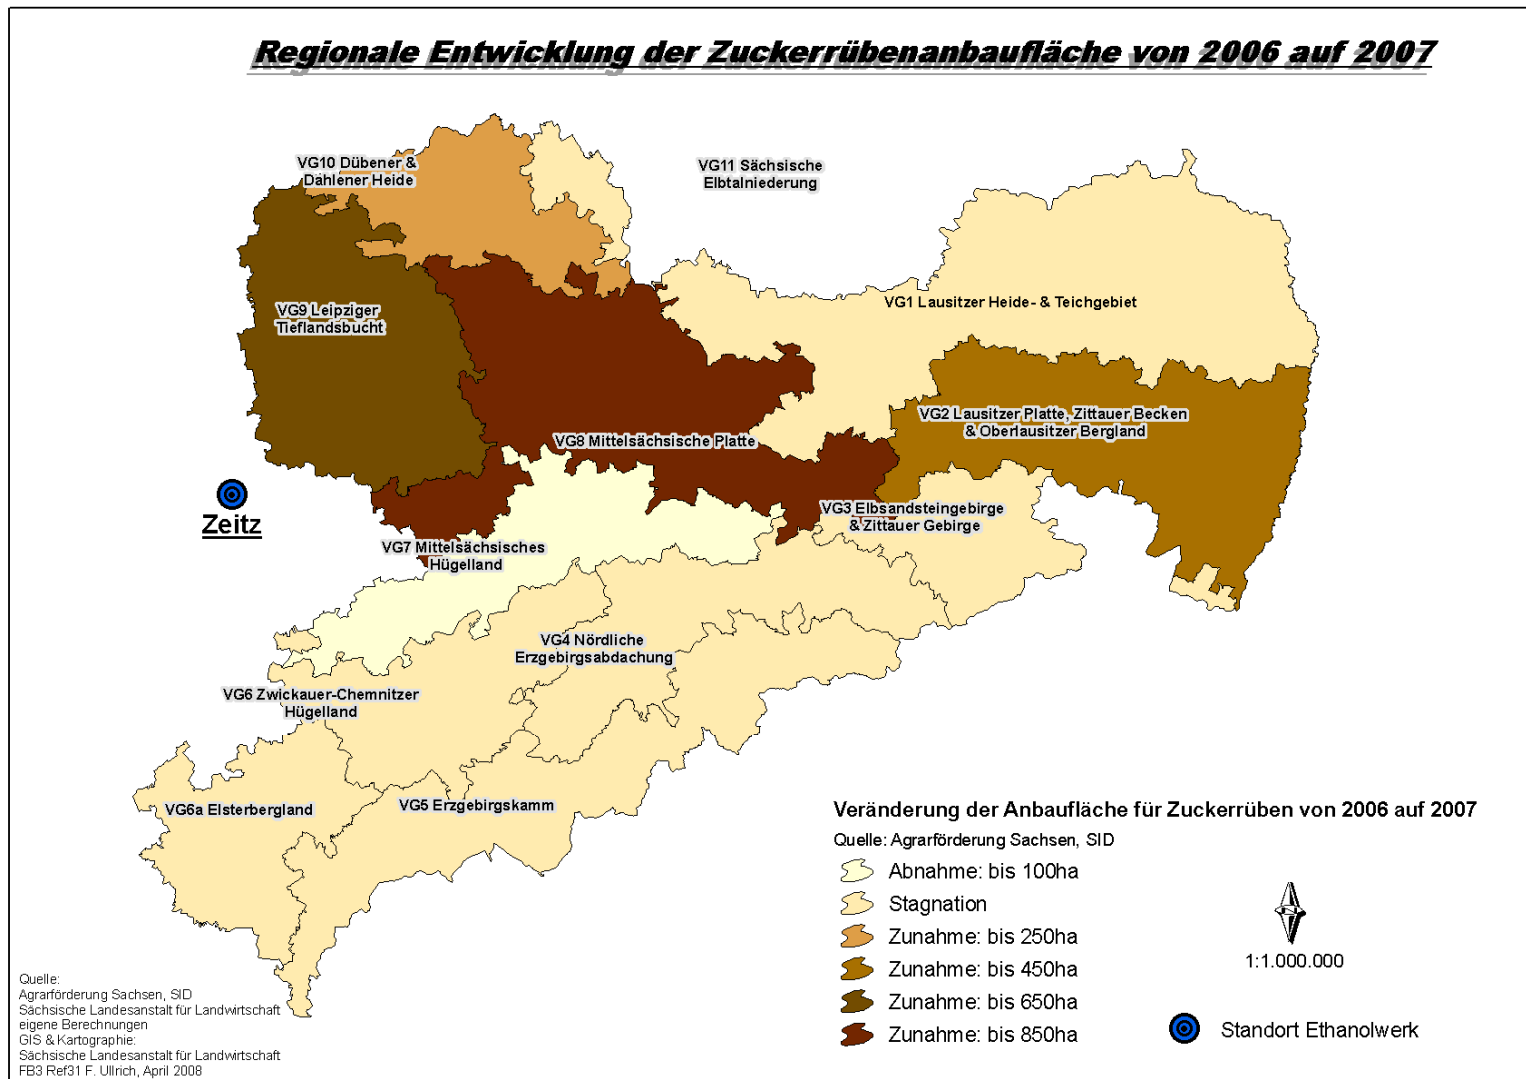 Regionale Entwicklung der Zuckerrübenanbaufläche von 2006 auf 2007
VG10 Dübener &
Dahlener Heide
VG11 Sächsische
Elbtalniederung
VG9 Leipziger
Tieflandsbucht
VG1 Lausitzer Heide- & Teichgebiet
VG2 Lausitzer Platte, Zittauer Becken
& Oberlausitzer Bergland
VG8 Mittelsächsische Platte
Zeitz
VG3 Elbsandsteingebirge
& Zittauer Gebirge
VG7 Mittelsächsisches
Hügelland
VG4 Nördliche
Erzgebirgsabdachung
VG6 Zwickauer-Chemnitzer
Hügelland
VG6a Elsterbergland
VG5 Erzgebirgskamm
Veränderung der Anbaufläche für Zuckerrüben von 2006 auf 2007
Quelle: Agrarförderung Sachsen, SID
Abnahme: bis 100ha
Stagnation
Zunahme: bis 250ha
Zunahme: bis 450ha
Zunahme: bis 650ha
Zunahme: bis 850ha
N
1:1.000.000
Standort Ethanolwerk
Quelle:
Agrarförderung Sachsen, SID
Sächsische Landesanstalt für Landwirtschaft
eigene Berechnungen
GIS & Kartographie:
Sächsische Landesanstalt für Landwirtschaft
FB3 Ref31 F. Ullrich, April 2008